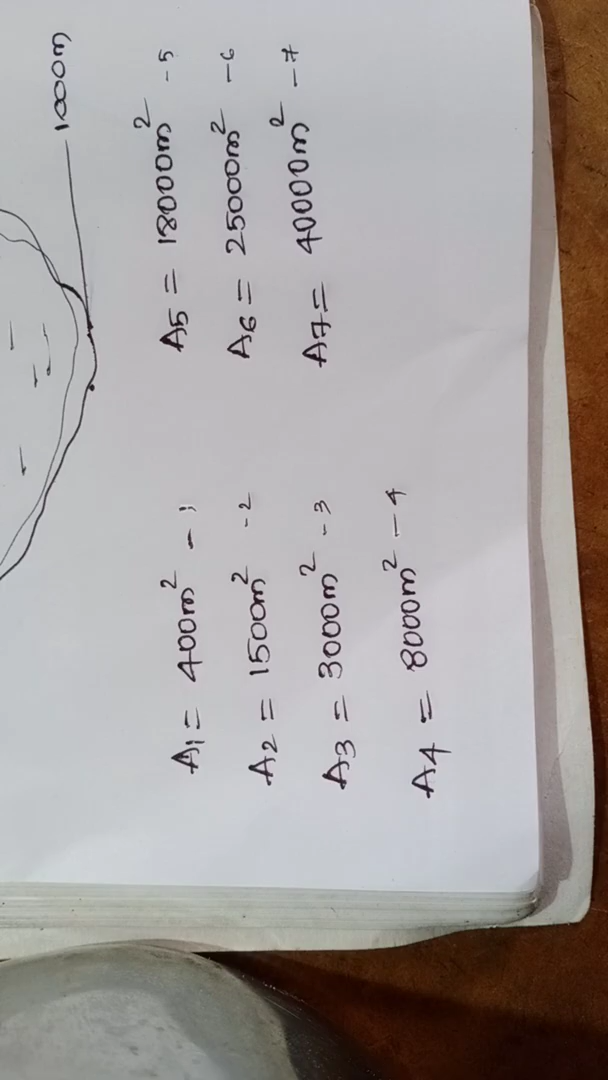 1000m
A1 = 400m² - 1
A2 = 1500m² - 2
A3 = 3000m² - 3
A4 = 8000m² - 4
A5 = 18000m² - 5
A6 = 25000m² - 6
A7 = 40000m² - 7